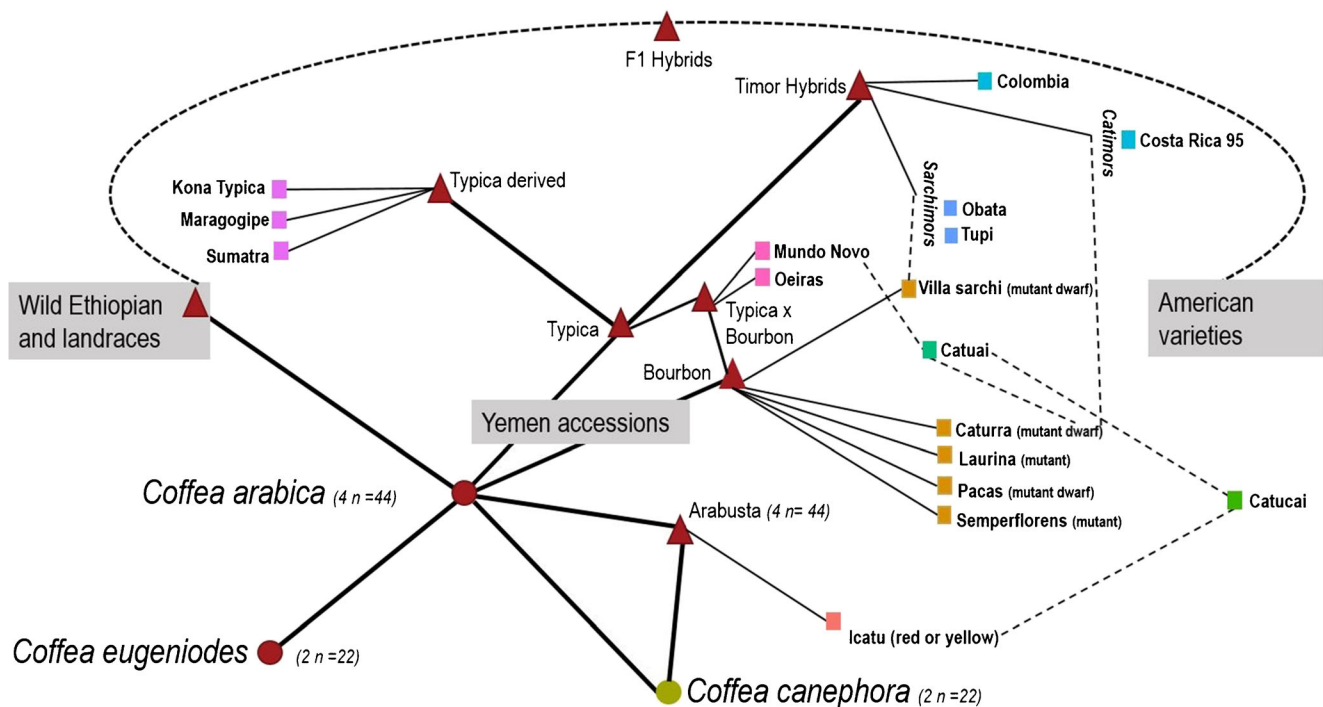 F1 Hybrids
Timor Hybrids
Colombia
Catimors
Costa Rica 95
Kona Typica
Typica derived
Maragogipe
Sumatra
Sarchimors
Obata
Tupi
Mundo Novo
Oeiras
Villa sarchi (mutant dwarf)
Wild Ethiopian
and landraces
American
varieties
Typica
Typica x
Bourbon
Catuai
Bourbon
Yemen accessions
Caturra (mutant dwarf)
Laurina (mutant)
Pacas (mutant dwarf)
Semperflorens (mutant)
Catucai
Coffea arabica (4 n =44)
Arabusta (4 n= 44)
Icatu (red or yellow)
Coffea eugeniodes (2 n =22)
Coffea canephora (2 n =22)